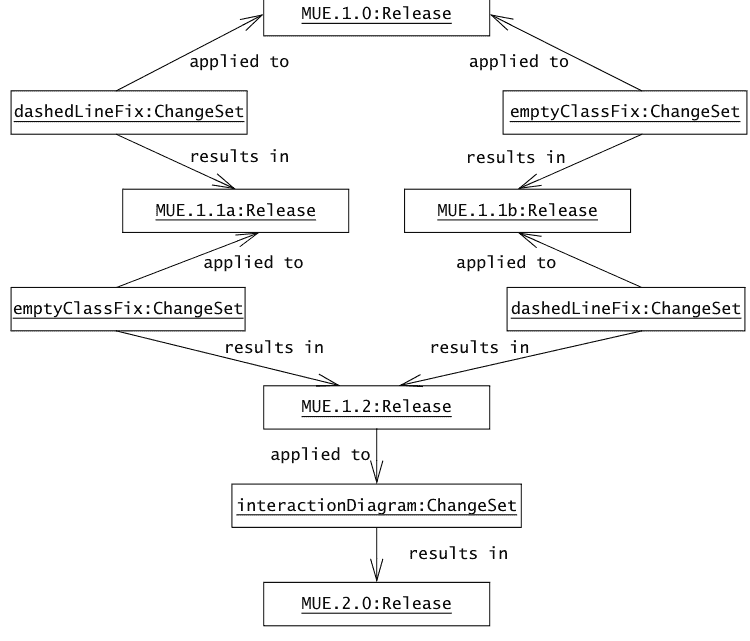 MUE.1.0:Release
applied to
applied to
dashedLineFix:ChangeSet
emptyClassFix:ChangeSet
results in
results in
MUE.1.1a:Release
MUE.1.1b:Release
applied to
applied to
emptyClassFix:ChangeSet
dashedLineFix:ChangeSet
results in
results in
MUE.1.2:Release
applied to
interactionDiagram:ChangeSet
results in
MUE.2.0:Release